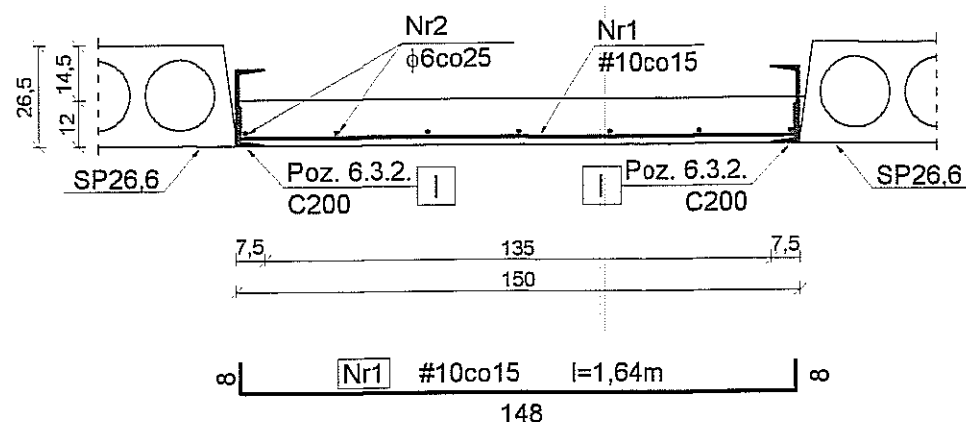 Nr2
ϕ6co25
Nr1
#10co15
26,5
14,5
12
SP26,6
Poz. 6.3.2.
C200
I
I
Poz. 6.3.2.
C200
SP26,6
7,5
135
7,5
150
8
Nr1 #10co15 l=1,64m
8
148